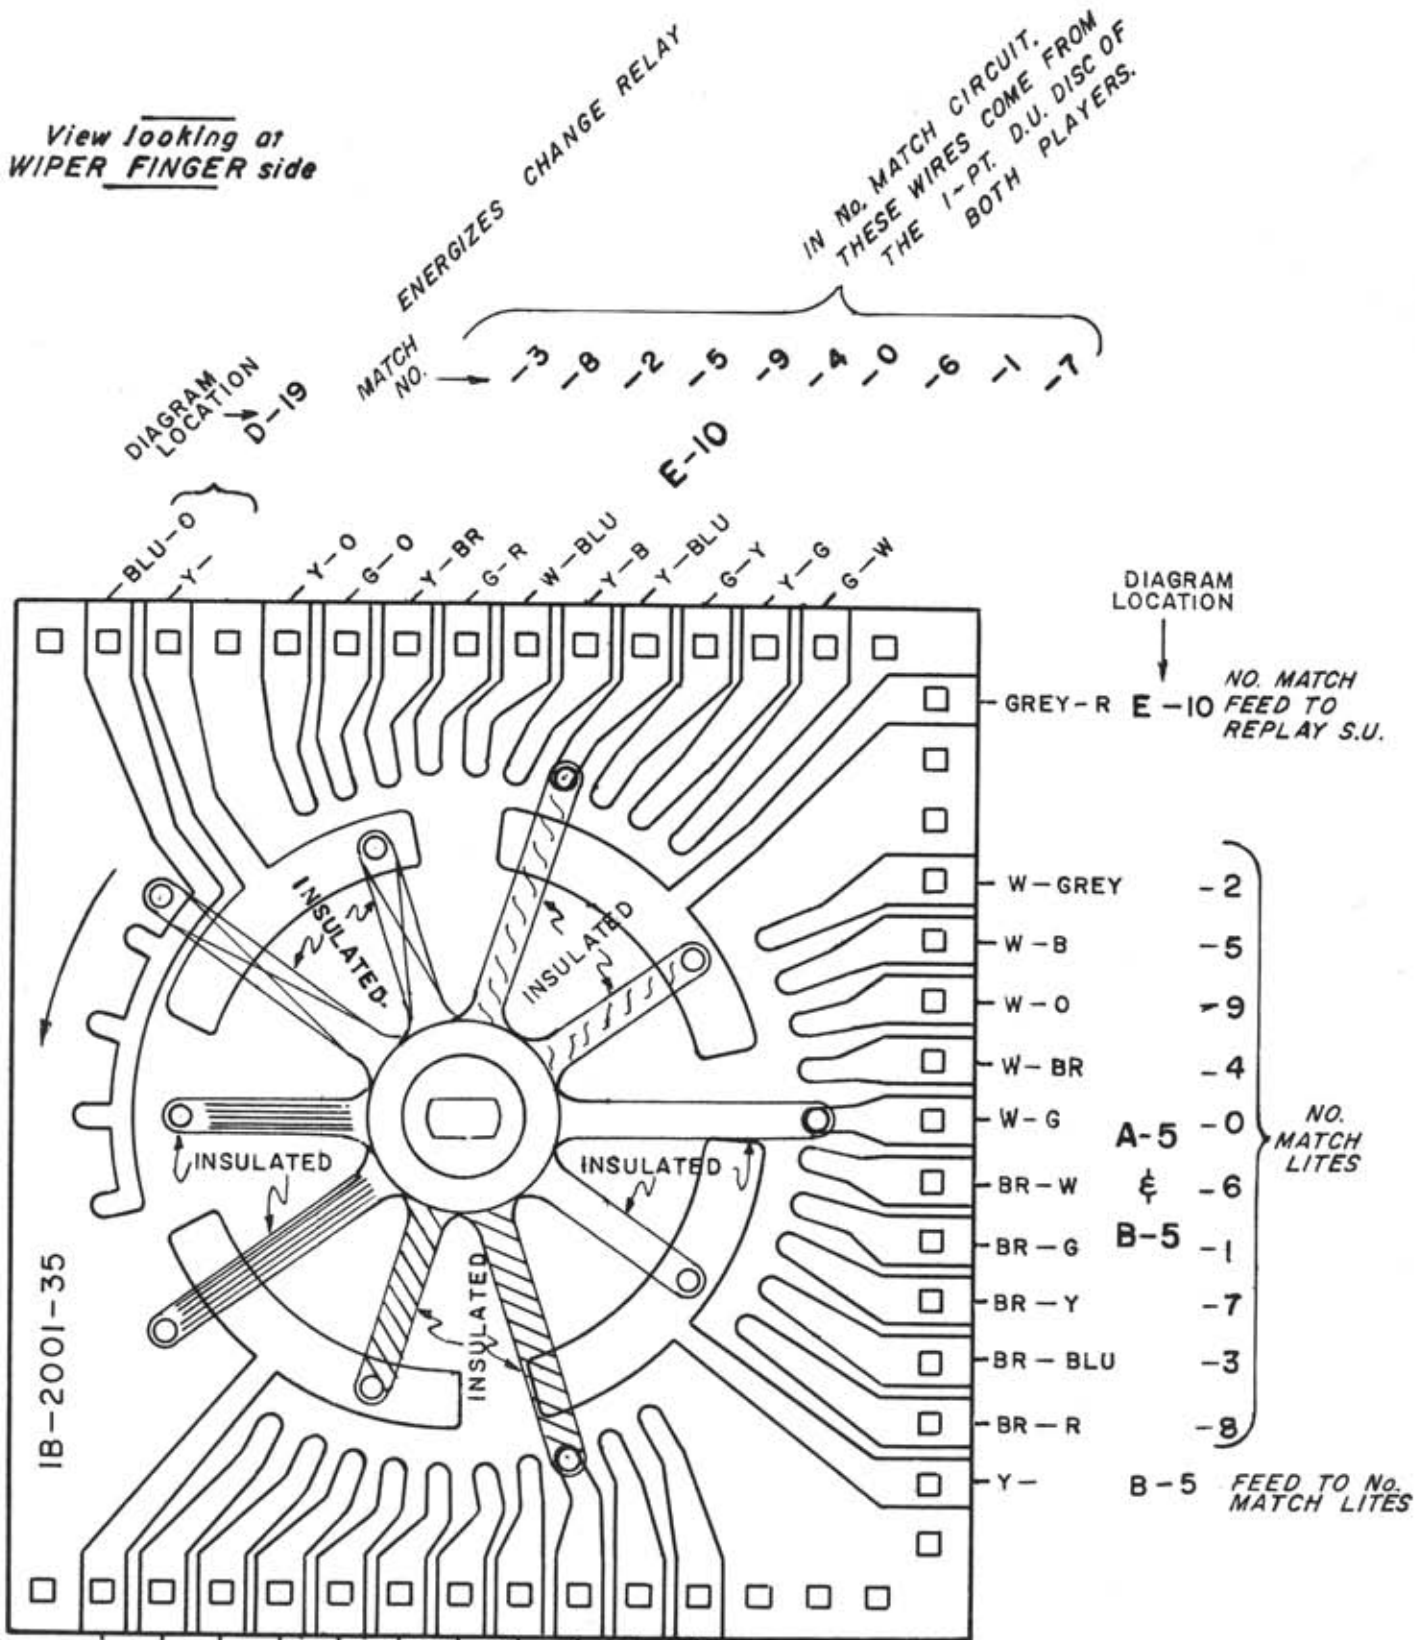 View looking at
WIPER FINGER side
ENERGIZES CHANGE RELAY
IN No. MATCH CIRCUIT.
THESE WIRES COME FROM
THE 1-PT. D.U. DISC OF
BOTH PLAYERS.
MATCH
NO.
-3
-8
-2
-5
-9
-4
-0
-6
-1
-7
DIAGRAM
LOCATION
D-19
E-10
BLU-O
Y-
Y-O
G-O
Y-BR
G-R
W-BLU
Y-B
Y-BLU
G-Y
Y-G
G-W
DIAGRAM
LOCATION
GREY-R E-10 NO. MATCH
FEED TO
REPLAY S.U.
W-GREY -2
W-B -5
W-O -9
W-BR -4
W-G -0
BR-W -6
BR-G -1
BR-Y -7
BR-BLU -3
BR-R -8
A-5
&
B-5
NO.
MATCH
LITES
Y- B-5 FEED TO No.
MATCH LITES
INSULATED.
INSULATED
INSULATED
INSULATED
INSULATED
1B-2001-35